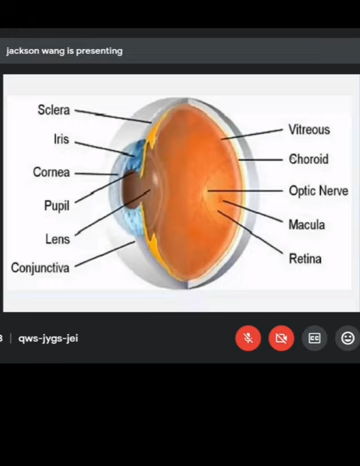 jackson wang is presenting
Sclera
Iris
Cornea
Pupil
Lens
Conjunctiva
Vitreous
Choroid
Optic Nerve
Macula
Retina
qws-jygs-jei
CC